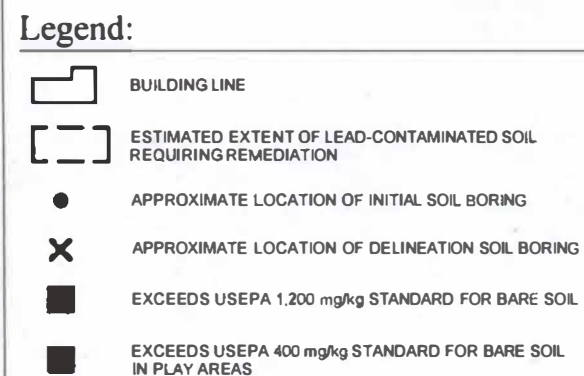 Legend:
BUILDING LINE
ESTIMATED EXTENT OF LEAD-CONTAMINATED SOIL
REQUIRING REMEDIATION
APPROXIMATE LOCATION OF INITIAL SOIL BORING
APPROXIMATE LOCATION OF DELINEATION SOIL BORING
EXCEEDS USEPA 1,200 mg/kg STANDARD FOR BARE SOIL
EXCEEDS USEPA 400 mg/kg STANDARD FOR BARE SOIL
IN PLAY AREAS